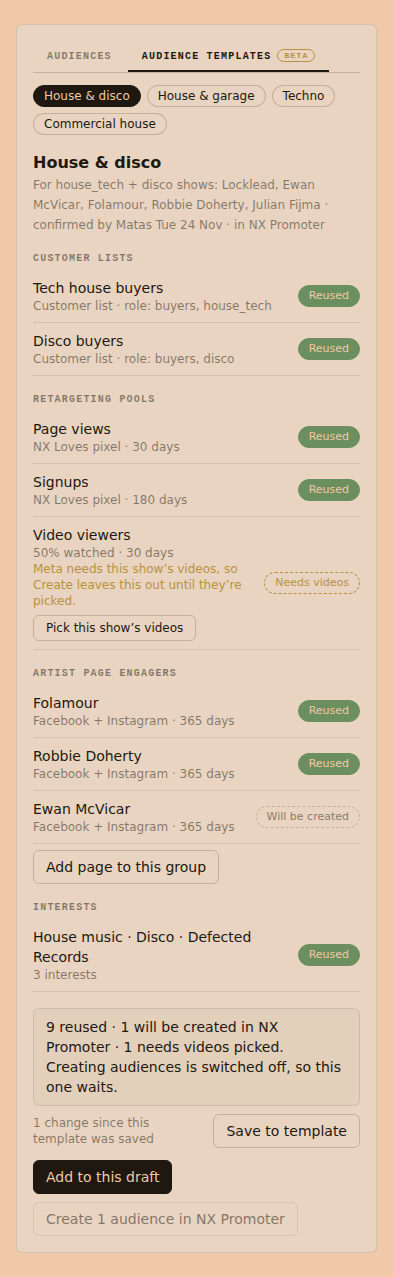 AUDIENCES
AUDIENCE TEMPLATES BETA
House & disco
House & garage
Techno
Commercial house
House & disco
For house_tech + disco shows: Locklead, Ewan
McVicar, Folamour, Robbie Doherty, Julian Fijma ·
confirmed by Matas Tue 24 Nov · in NX Promoter
CUSTOMER LISTS
Tech house buyers
Customer list · role: buyers, house_tech
Reused
Disco buyers
Customer list · role: buyers, disco
Reused
RETARGETING POOLS
Page views
NX Loves pixel · 30 days
Reused
Signups
NX Loves pixel · 180 days
Reused
Video viewers
50% watched · 30 days
Meta needs this show’s videos, so
Create leaves this out until they’re
picked.
Needs videos
Pick this show’s videos
ARTIST PAGE ENGAGERS
Folamour
Facebook + Instagram · 365 days
Reused
Robbie Doherty
Facebook + Instagram · 365 days
Reused
Ewan McVicar
Facebook + Instagram · 365 days
Will be created
Add page to this group
INTERESTS
House music · Disco · Defected
Records
3 interests
Reused
9 reused · 1 will be created in NX
Promoter · 1 needs videos picked.
Creating audiences is switched off, so this
one waits.
1 change since this
template was saved
Save to template
Add to this draft
Create 1 audience in NX Promoter